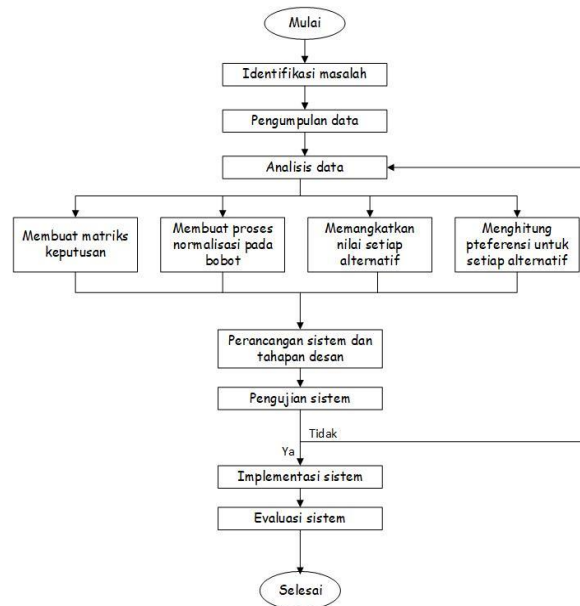 Mulai
Identifikasi masalah
Pengumpulan data
Analisis data
Membuat matriks
keputusan
Membuat proses
normalisasi pada
bobot
Memangkatkan
nilai setiap
alternatif
Menghitung
pteferensi untuk
setiap alternatif
Perancangan sistem dan
tahapan desan
Pengujian sistem
Tidak
Ya
Implementasi sistem
Evaluasi sistem
Selesai